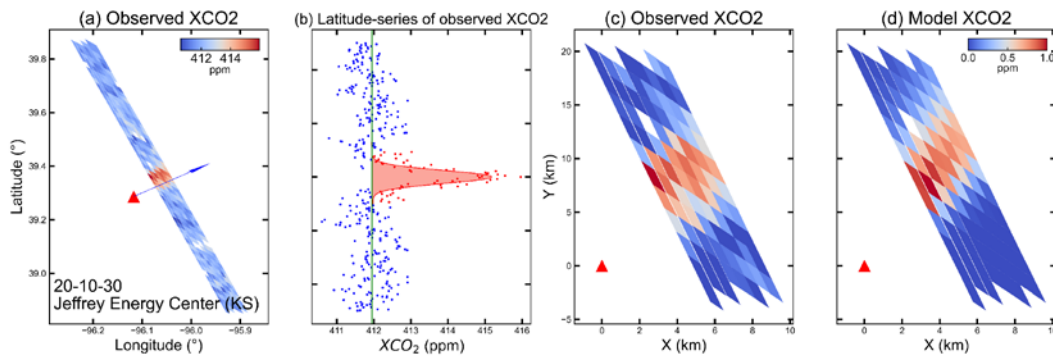 (a) Observed XCO2
(b) Latitude-series of observed XCO2
(c) Observed XCO2
(d) Model XCO2
412 414
ppm
39.8
39.6
39.4
39.2
39.0
Latitude (°)
20-10-30
Jeffrey Energy Center (KS)
−96.2 −96.1 −96.0 −95.9
Longitude (°)
411 412 413 414 415 416
XCO₂ (ppm)
20
15
10
5
0
−5
Y (km)
0 2 4 6 8 10
X (km)
0.0 0.5 1.0
ppm
0 2 4 6 8 10
X (km)